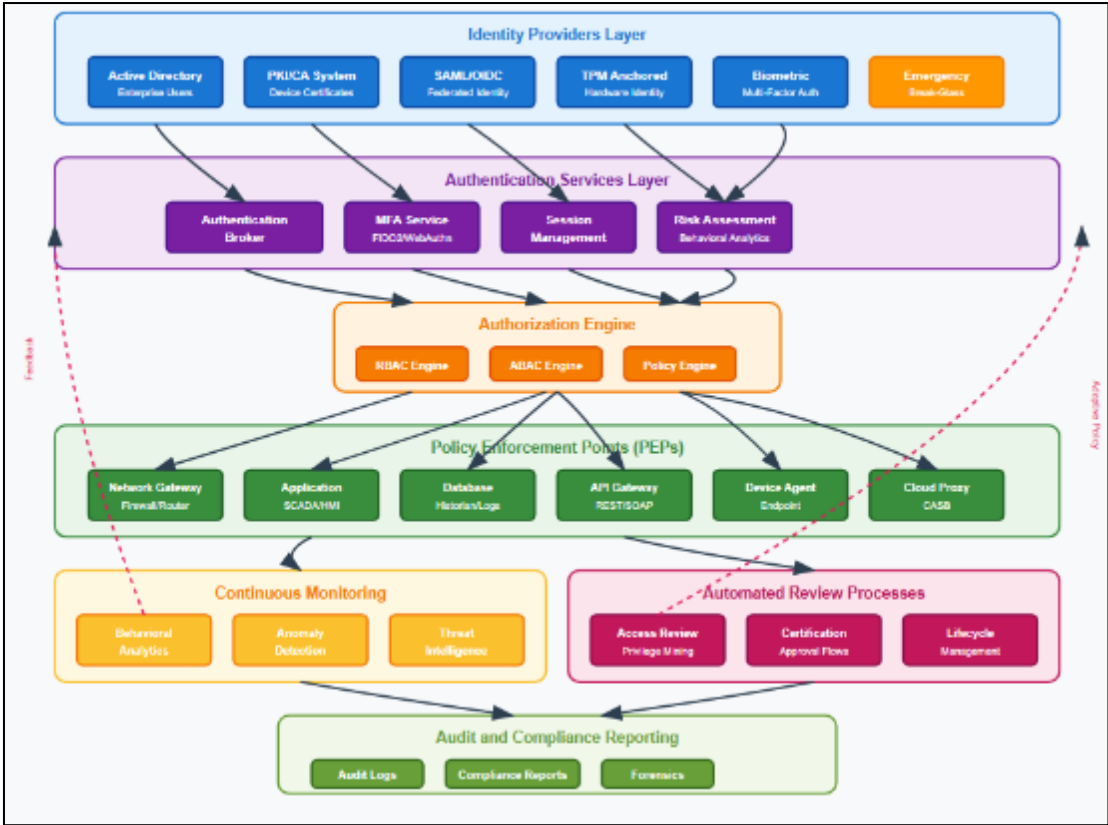 Identity Providers Layer
Active Directory
Enterprise Users
PKI/CA System
Device Certificates
SAML/OIDC
Federated Identity
TPM Anchored
Hardware Identity
Biometric
Multi-Factor Auth
Emergency
Break-Glass
Authentication Services Layer
Authentication
Broker
MFA Service
FIDO2/WebAuthn
Session
Management
Risk Assessment
Behavioral Analytics
Authorization Engine
RBAC Engine
ABAC Engine
Policy Engine
Feedback
Adaptive Policy
Policy Enforcement Points (PEPs)
Network Gateway
Firewall/Router
Application
SCADA/HMI
Database
Historian/Logs
API Gateway
REST/SOAP
Device Agent
Endpoint
Cloud Proxy
CASB
Continuous Monitoring
Behavioral
Analytics
Anomaly
Detection
Threat
Intelligence
Automated Review Processes
Access Review
Privilege Mining
Certification
Approval Flows
Lifecycle
Management
Audit and Compliance Reporting
Audit Logs
Compliance Reports
Forensics